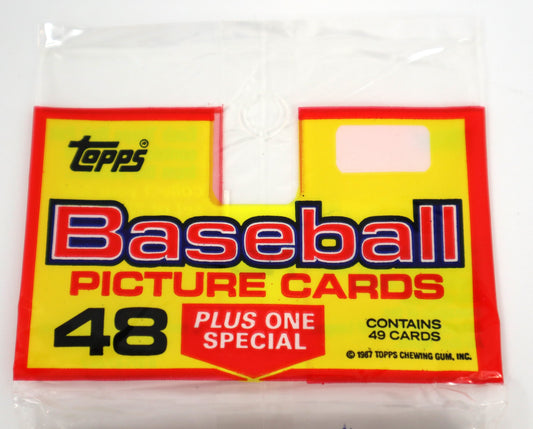 Topps®
Baseball
PICTURE CARDS
48
PLUS ONE
SPECIAL
CONTAINS
49 CARDS
© 1987 TOPPS CHEWING GUM, INC.